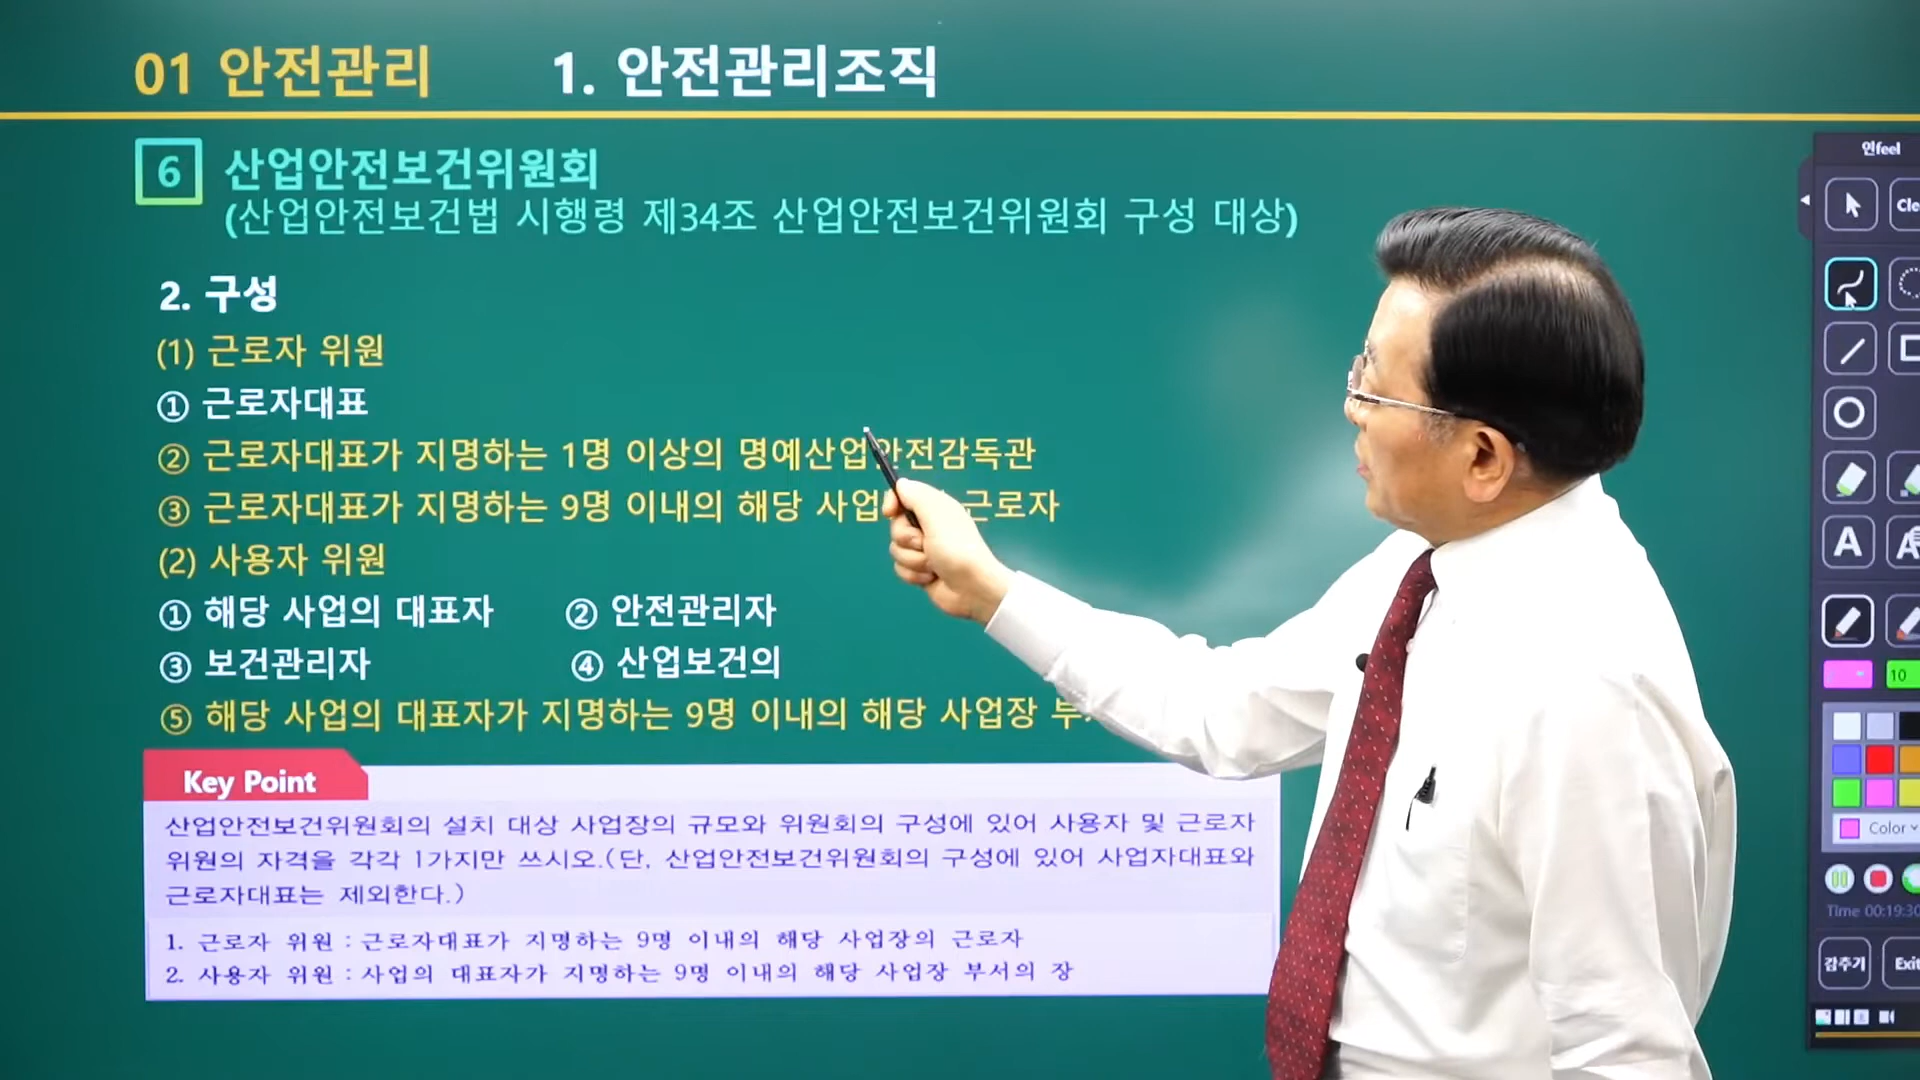 01 안전관리 1. 안전관리조직
6 산업안전보건위원회
(산업안전보건법 시행령 제34조 산업안전보건위원회 구성 대상)
2. 구성
(1) 근로자 위원
① 근로자대표
② 근로자대표가 지명하는 1명 이상의 명예산업안전감독관
③ 근로자대표가 지명하는 9명 이내의 해당 사업 근로자
(2) 사용자 위원
① 해당 사업의 대표자 ② 안전관리자
③ 보건관리자 ④ 산업보건의
⑤ 해당 사업의 대표자가 지명하는 9명 이내의 해당 사업장
Key Point
산업안전보건위원회의 설치 대상 사업장의 규모와 위원회의 구성에 있어 사용자 및 근로자
위원의 자격을 각각 1가지만 쓰시오.(단, 산업안전보건위원회의 구성에 있어 사업자대표와
근로자대표는 제외한다.)
1. 근로자 위원 : 근로자대표가 지명하는 9명 이내의 해당 사업장의 근로자
2. 사용자 위원 : 사업의 대표자가 지명하는 9명 이내의 해당 사업장 부서의 장
연feel
Cle
A A
10
Color
Time 00:19:30
감추기 Exit